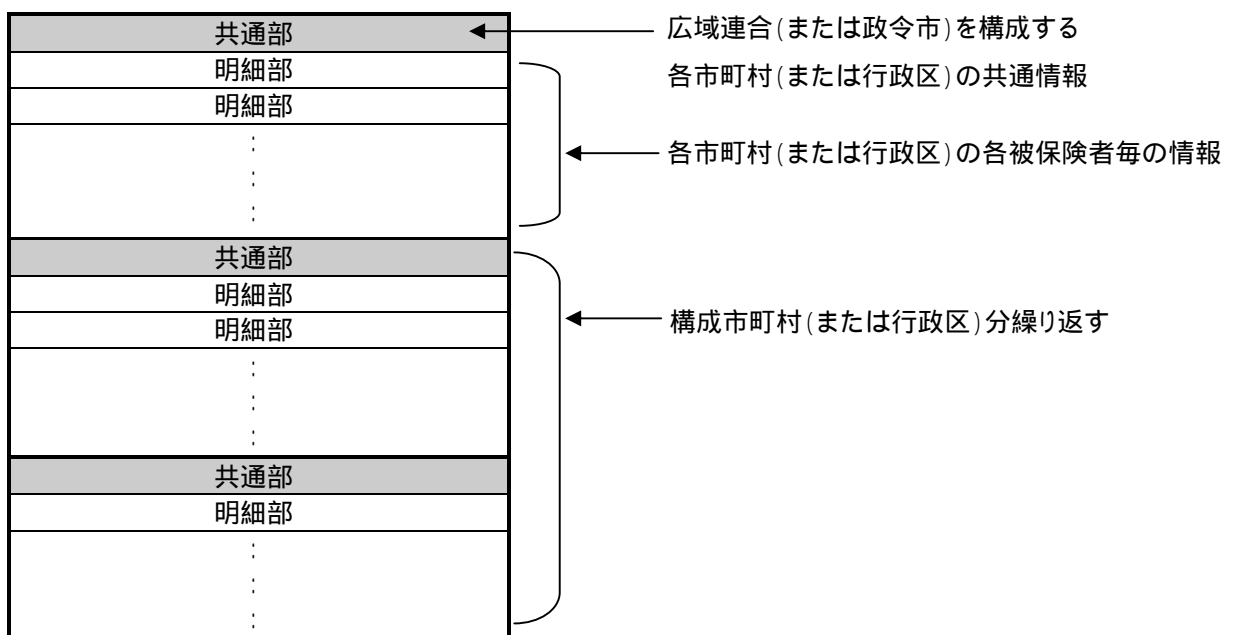 共通部
広域連合(または政令市)を構成する
各市町村(または行政区)の共通情報
明細部
明細部
:
:
:
各市町村(または行政区)の各被保険者毎の情報
共通部
明細部
明細部
:
:
:
構成市町村(または行政区)分繰り返す
共通部
明細部
:
:
: